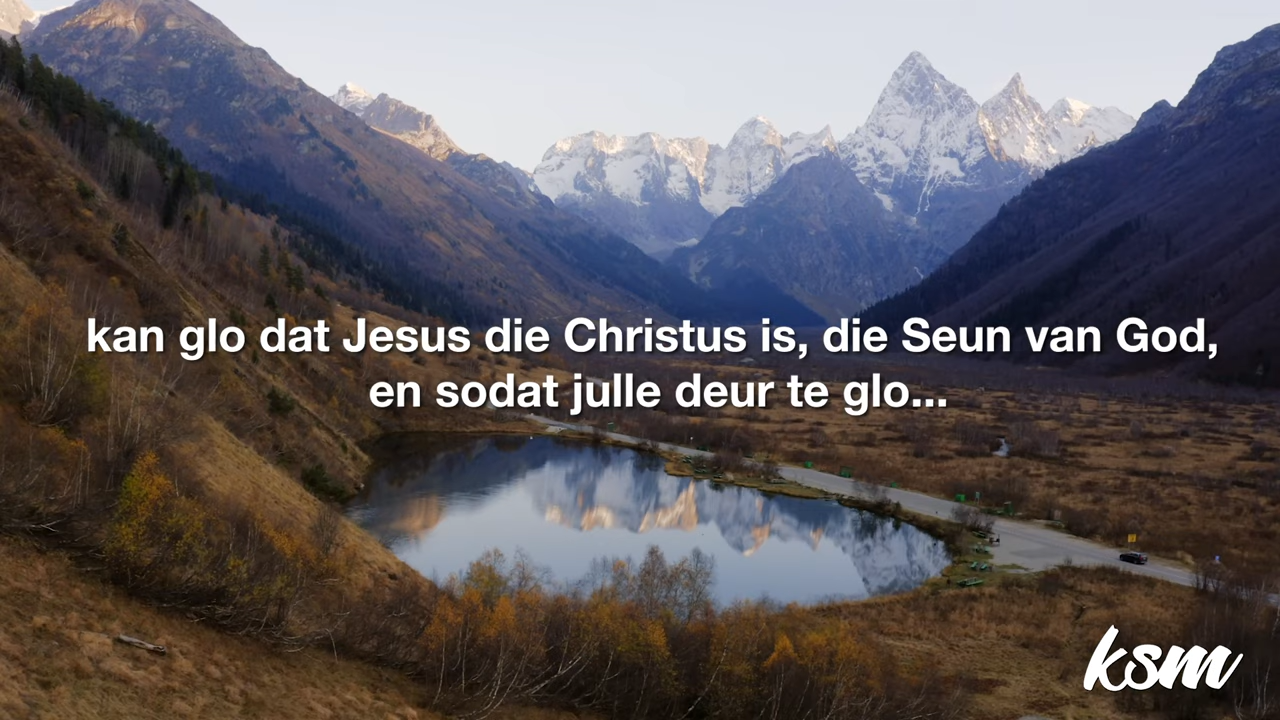 kan glo dat Jesus die Christus is, die Seun van God,
en sodat julle deur te glo...
ksm